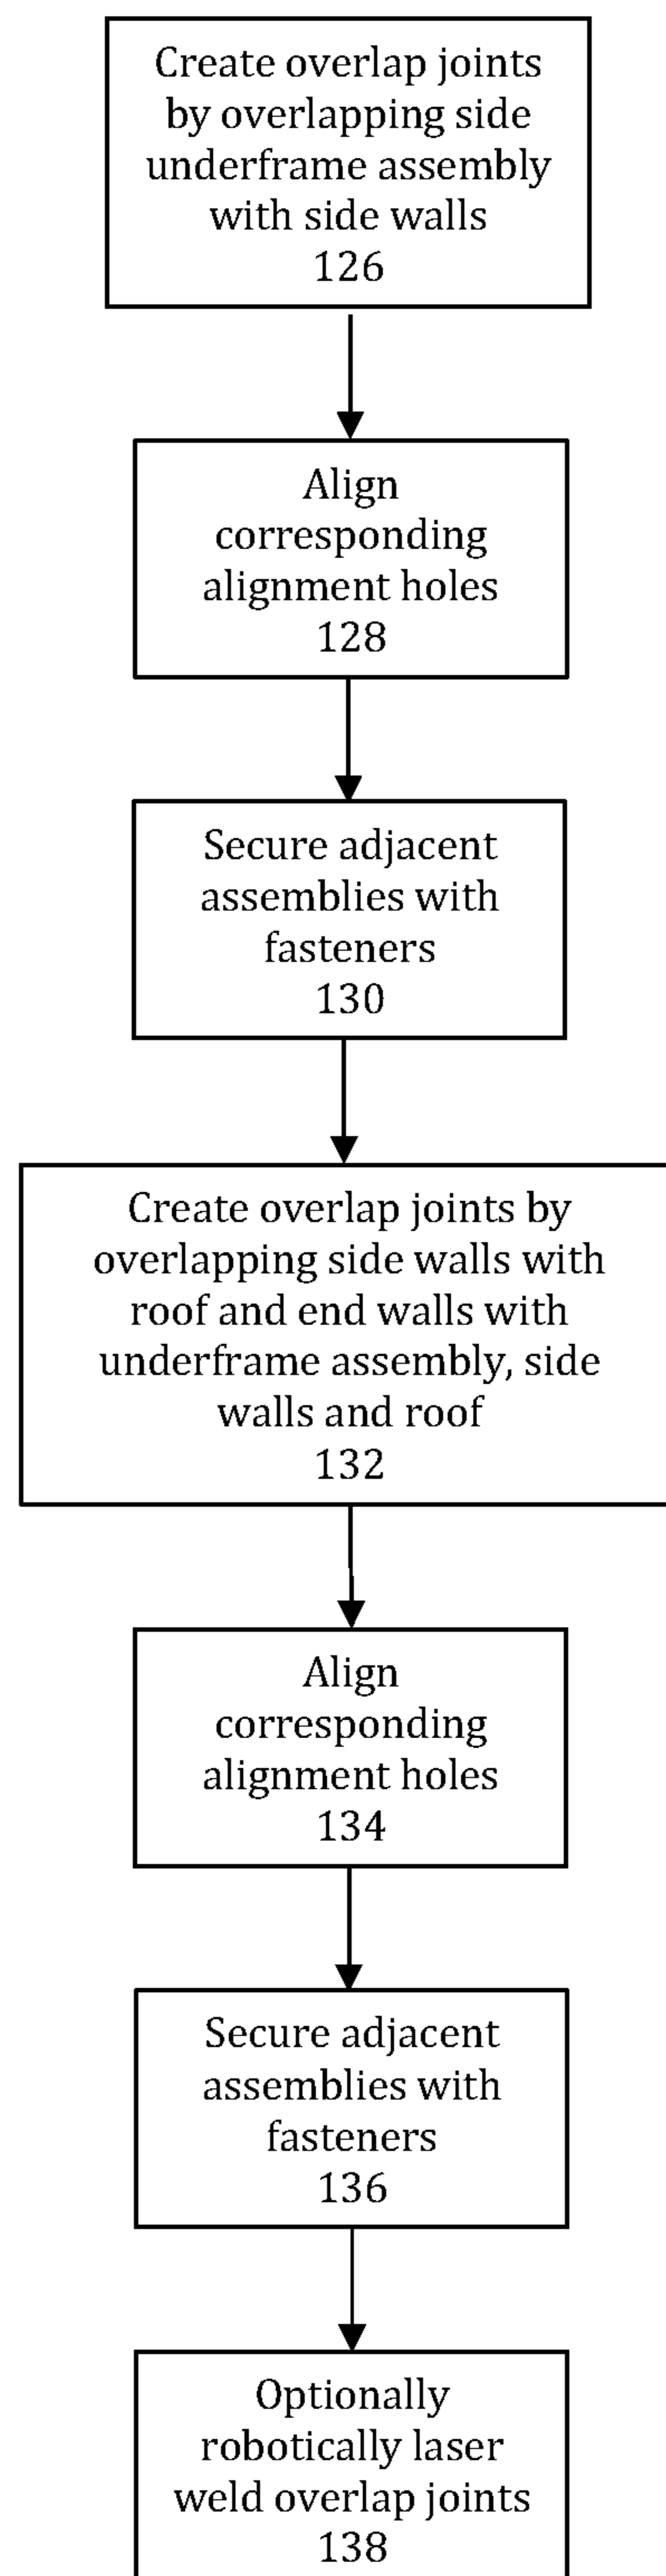 Create overlap joints
by overlapping side
underframe assembly
with side walls
126
Align
corresponding
alignment holes
128
Secure adjacent
assemblies with
fasteners
130
Create overlap joints by
overlapping side walls with
roof and end walls with
underframe assembly, side
walls and roof
132
Align
corresponding
alignment holes
134
Secure adjacent
assemblies with
fasteners
136
Optionally
robotically laser
weld overlap joints
138